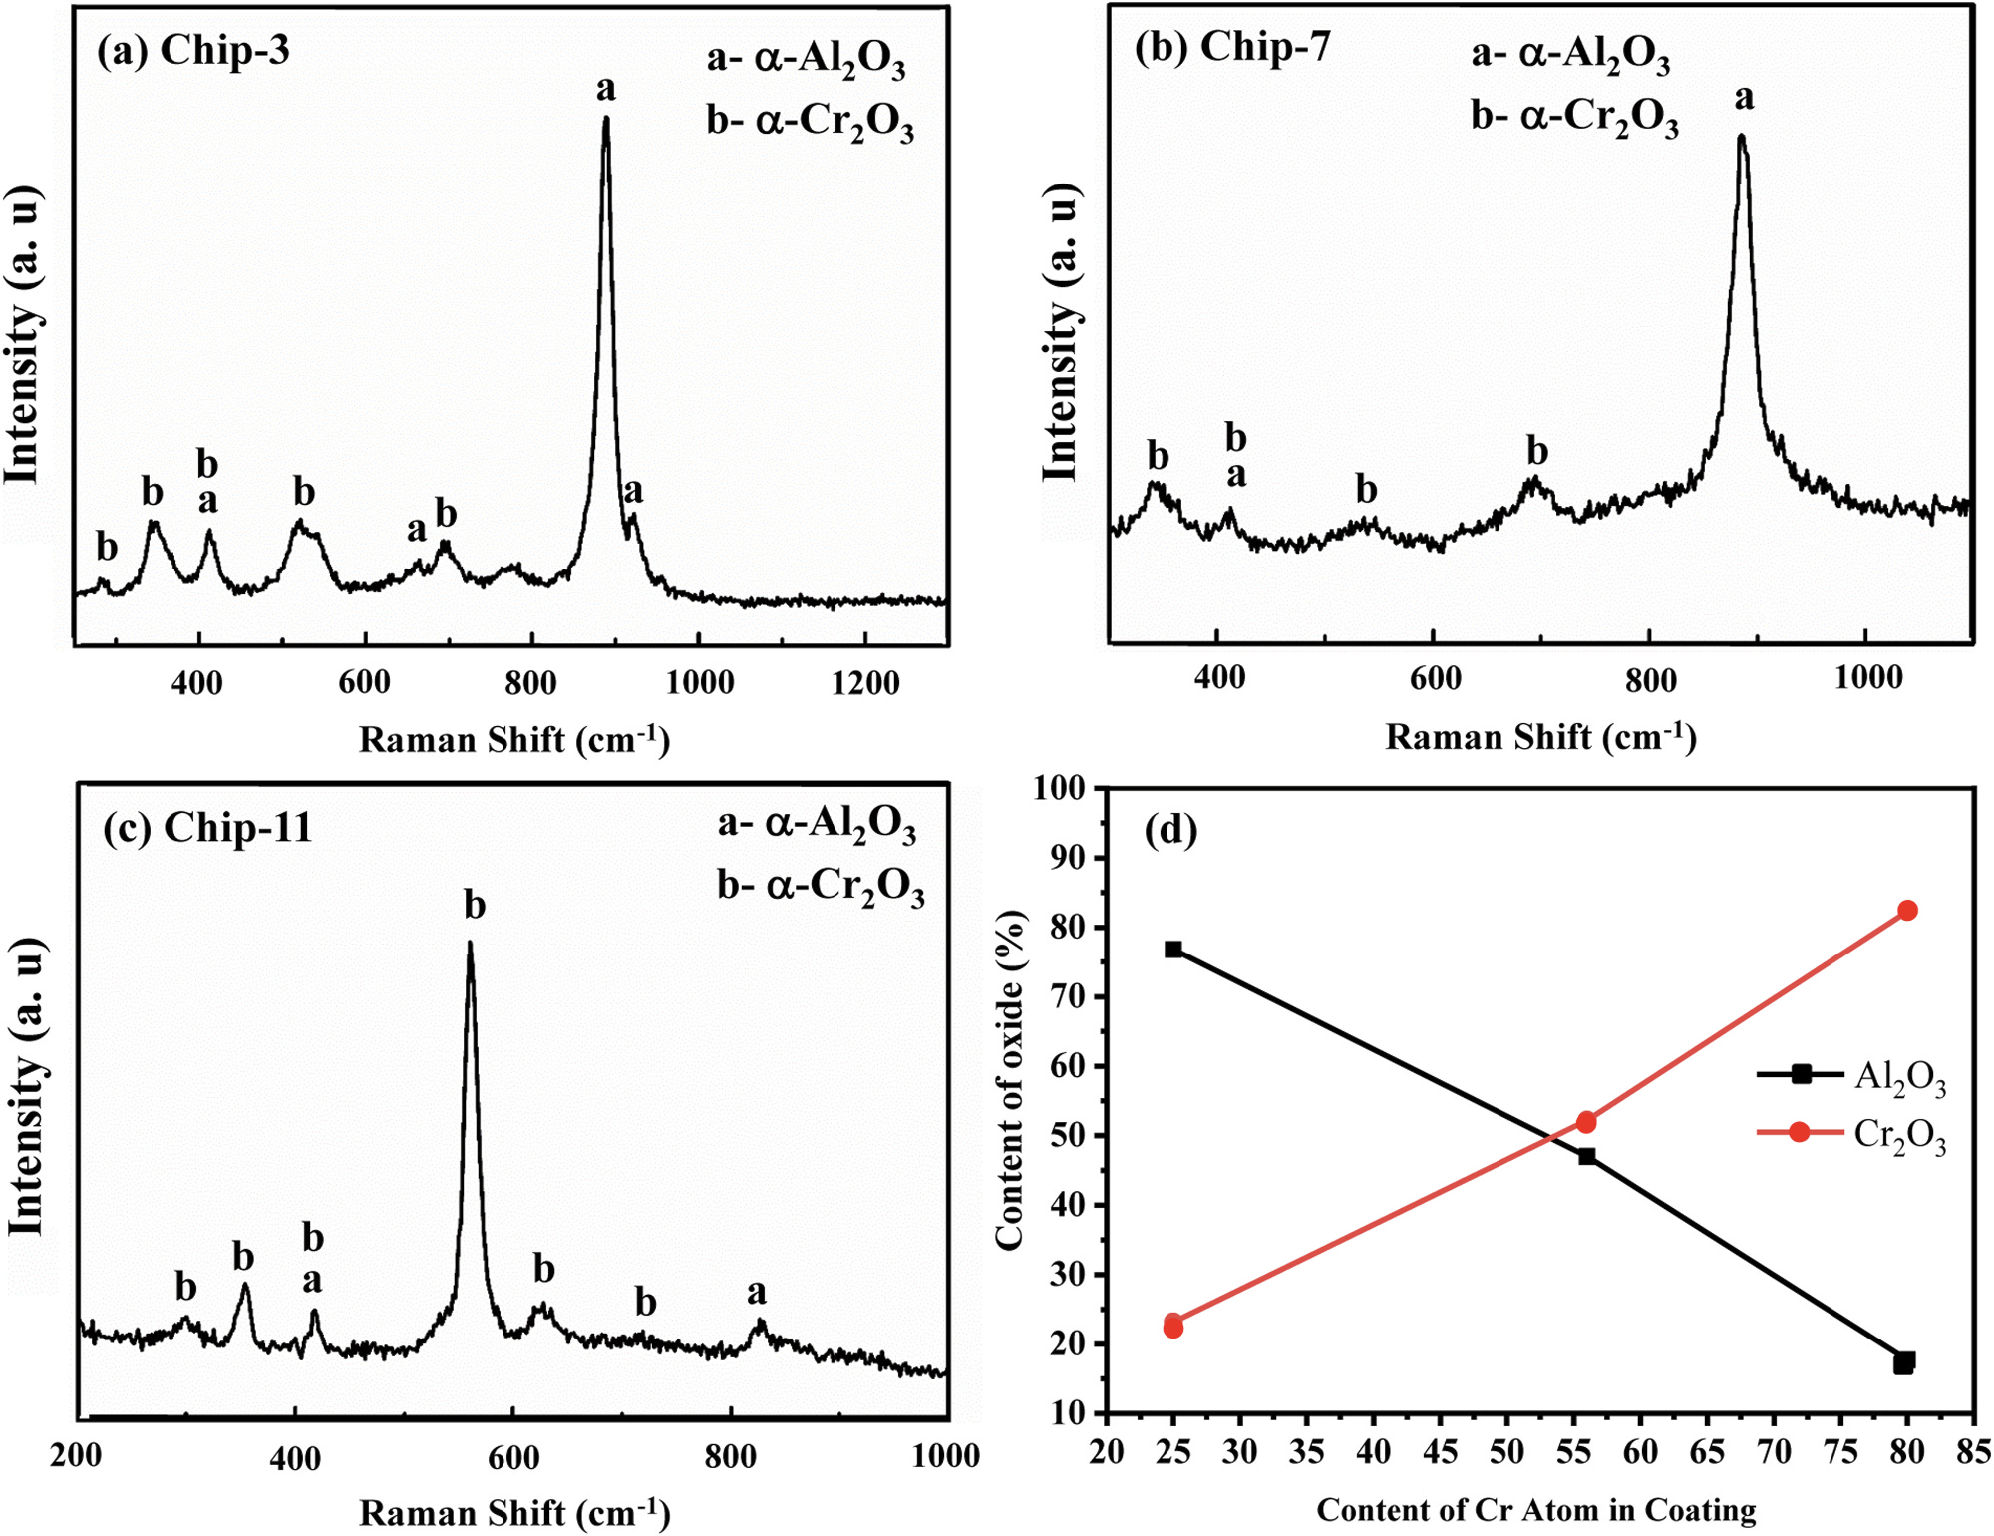 (a) Chip-3
a- α-Al₂O₃
b- α-Cr₂O₃
a
b
b
b
a
b
a
b
a
Intensity (a. u)
400 600 800 1000 1200
Raman Shift (cm⁻¹)
(b) Chip-7
a- α-Al₂O₃
b- α-Cr₂O₃
a
b
b
a
b
b
Intensity (a. u)
400 600 800 1000
Raman Shift (cm⁻¹)
(c) Chip-11
a- α-Al₂O₃
b- α-Cr₂O₃
b
b
b
b
a
b
b
a
Intensity (a. u)
200 400 600 800 1000
Raman Shift (cm⁻¹)
(d)
100
90
80
70
60
50
40
30
20
10
Content of oxide (%)
Al₂O₃
Cr₂O₃
20 25 30 35 40 45 50 55 60 65 70 75 80 85
Content of Cr Atom in Coating